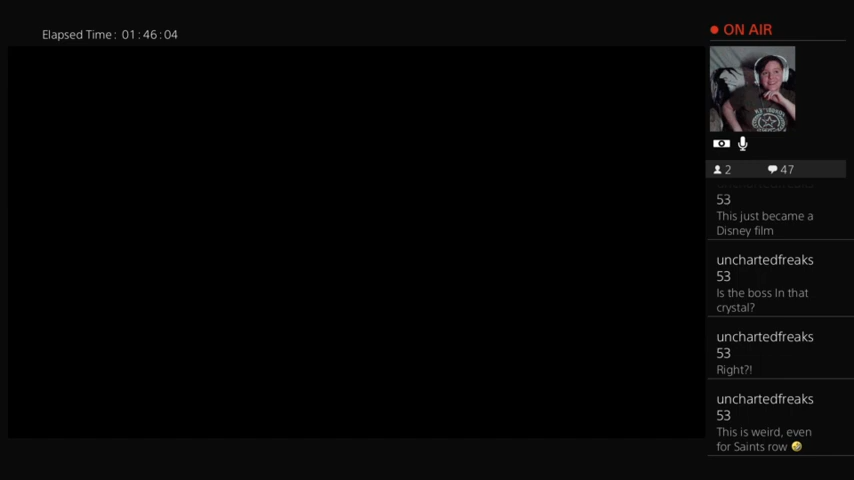 Elapsed Time: 01:46:04
ON AIR
2
47
53
This just became a
Disney film
unchartedfreaks
53
Is the boss In that
crystal?
unchartedfreaks
53
Right?!
unchartedfreaks
53
This is weird, even
for Saints row 🤣